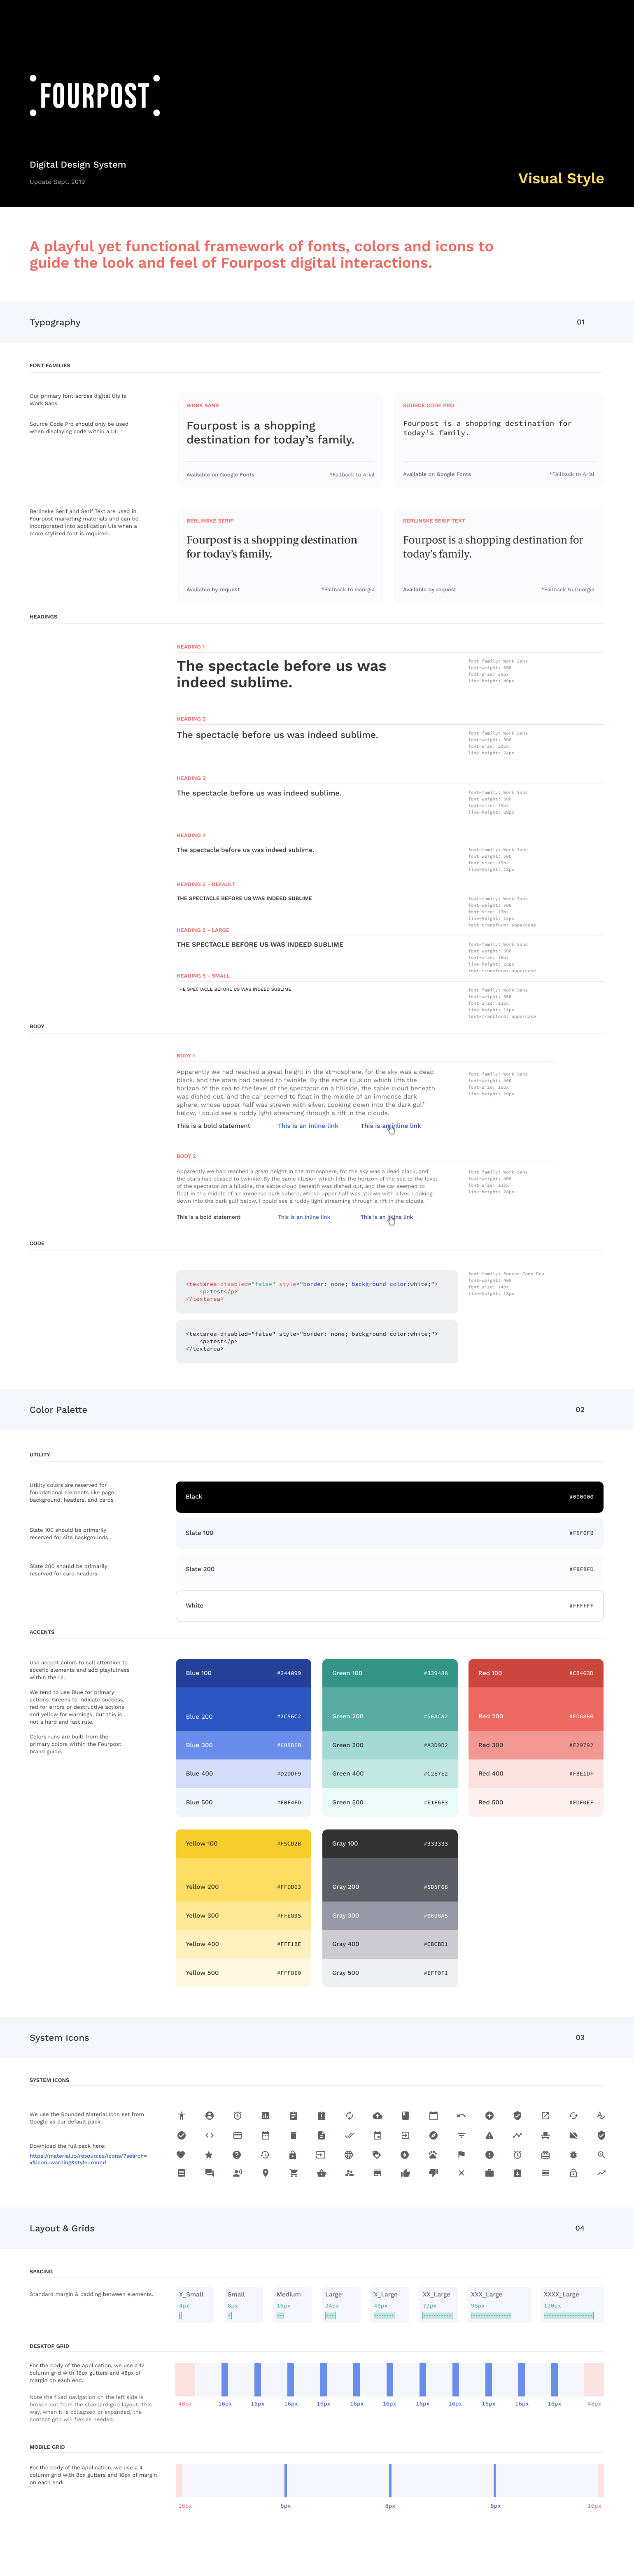 FOURPOST
Digital Design System
Update Sept. 2019
Visual Style
A playful yet functional framework of fonts, colors and icons to
guide the look and feel of Fourpost digital interactions.
Typography
01
FONT FAMILIES
Our primary font across digital UIs is
Work Sans.
Source Code Pro should only be used
when displaying code within a UI.
WORK SANS
Fourpost is a shopping
destination for today's family.
Available on Google Fonts
*Fallback to Arial
SOURCE CODE PRO
Fourpost is a shopping destination for
today's family.
Available on Google Fonts
*Fallback to Arial
Berlinske Serif and Serif Text are used in
Fourpost marketing materials and can be
incorporated into application UIs when a
more stylized font is required.
BERLINSKE SERIF
Fourpost is a shopping destination
for today's family.
Available by request
*Fallback to Georgia
BERLINSKE SERIF TEXT
Fourpost is a shopping destination for
today's family.
Available by request
*Fallback to Georgia
HEADINGS
HEADING 1
The spectacle before us was
indeed sublime.
font-family: Work Sans
font-weight: 600
font-size: 36px
line-height: 40px
HEADING 2
The spectacle before us was indeed sublime.
font-family: Work Sans
font-weight: 500
font-size: 22px
line-height: 24px
HEADING 3
The spectacle before us was indeed sublime.
font-family: Work Sans
font-weight: 500
font-size: 18px
line-height: 20px
HEADING 4
The spectacle before us was indeed sublime.
font-family: Work Sans
font-weight: 500
font-size: 15px
line-height: 18px
HEADING 5 - DEFAULT
THE SPECTACLE BEFORE US WAS INDEED SUBLIME
font-family: Work Sans
font-weight: 500
font-size: 13px
line-height: 15px
text-transform: uppercase
HEADING 5 - LARGE
THE SPECTACLE BEFORE US WAS INDEED SUBLIME
font-family: Work Sans
font-weight: 500
font-size: 16px
line-height: 18px
text-transform: uppercase
HEADING 5 - SMALL
THE SPECTACLE BEFORE US WAS INDEED SUBLIME
font-family: Work Sans
font-weight: 500
line-height: 14px
text-transform: uppercase
BODY
BODY 1
Apparently we had reached a great height in the atmosphere, for the sky was a dead
black, and the stars had ceased to twinkle. By the same illusion which lifts the
horizon of the sea to the level of the spectator on a hillside, the sable cloud beneath
was dished out, and the car seemed to float in the middle of an immense dark
sphere, whose upper half was strewn with silver. Looking down into the dark gulf
below, I could see a ruddy light streaming through a rift in the clouds.
This is a bold statement
This is an inline link
This is an inline link
font-family: Work Sans
font-weight: 400
font-size: 15px
line-height: 20px
BODY 2
Apparently we had reached a great height in the atmosphere, for the sky was a dead black, and
the stars had ceased to twinkle. By the same illusion which lifts the horizon of the sea to the level
of the spectator on a hillside, the sable cloud beneath was dished out, and the car seemed to
float in the middle of an immense dark sphere, whose upper half was strewn with silver. Looking
down into the dark gulf below, I could see a ruddy light streaming through a rift in the clouds.
This is a bold statement
This is an inline link
This is an inline link
font-family: Work Sans
font-weight: 400
font-size: 13px
line-height: 20px
CODE
<textarea disabled="false" style="border: none; background-color:white;">
<p>test</p>
</textarea>
font-family: Source Code Pro
font-weight: 400
font-size: 14px
line-height: 18px
<textarea disabled="false" style="border: none; background-color:white;">
<p>test</p>
</textarea>
Color Palette
02
UTILITY
Utility colors are reserved for
foundational elements like page
background, headers, and cards
Slate 100 should be primarily
reserved for site backgrounds.
Slate 200 should be primarily
reserved for card headers.
Black
#000000
Slate 100
#F5F6FB
Slate 200
#FBFBFD
White
#FFFFFF
ACCENTS
Use accent colors to call attention to
spcefic elements and add playfulness
within the UI.
We tend to use Blue for primary
actions. Greens to indicate success,
red for errors or destructive actions
and yellow for warnings, but this is
not a hard and fast rule.
Colors runs are built from the
primary colors within the Fourpost
brand guide.
Blue 100 #244099
Blue 200 #2C56C2
Blue 300 #698DE8
Blue 400 #D2DDF9
Blue 500 #F0F4FD
Green 100 #339488
Green 200 #56ACA2
Green 300 #A3D9D2
Green 400 #C2E7E2
Green 500 #E1F6F3
Red 100 #CB463D
Red 200 #ED6860
Red 300 #F29792
Red 400 #FBE1DF
Red 500 #FDF0EF
Yellow 100 #F5CD2B
Yellow 200 #FFDD63
Yellow 300 #FFE895
Yellow 400 #FFF1BE
Yellow 500 #FFF8E0
Gray 100 #333333
Gray 200 #5D5F68
Gray 300 #9698A5
Gray 400 #CBCBD1
Gray 500 #EFF0F1
System Icons
03
SYSTEM ICONS
We use the Rounded Material Icon set from
Google as our default pack.
Download the full pack here:
https://material.io/resources/icons/?search=
x&icon=warning&style=round
Layout & Grids
04
SPACING
Standard margin & padding between elements.
X_Small
Small
Medium
Large
X_Large
XX_Large
XXX_Large
XXXX_Large
4px
8px
16px
24px
48px
72px
96px
120px
DESKTOP GRID
For the body of the application, we use a 12
column grid with 16px gutters and 48px of
margin on each end.
Note the fixed navigation on the left side is
broken out from the standard grid layout. This
way, when it is collapsed or expanded, the
content grid will flex as needed.
48px 16px 16px 16px 16px 16px 16px 16px 16px 16px 16px 16px 48px
MOBILE GRID
For the body of the application, we use a 4
column grid with 8px gutters and 16px of margin
on each end.
16px 8px 8px 8px 16px